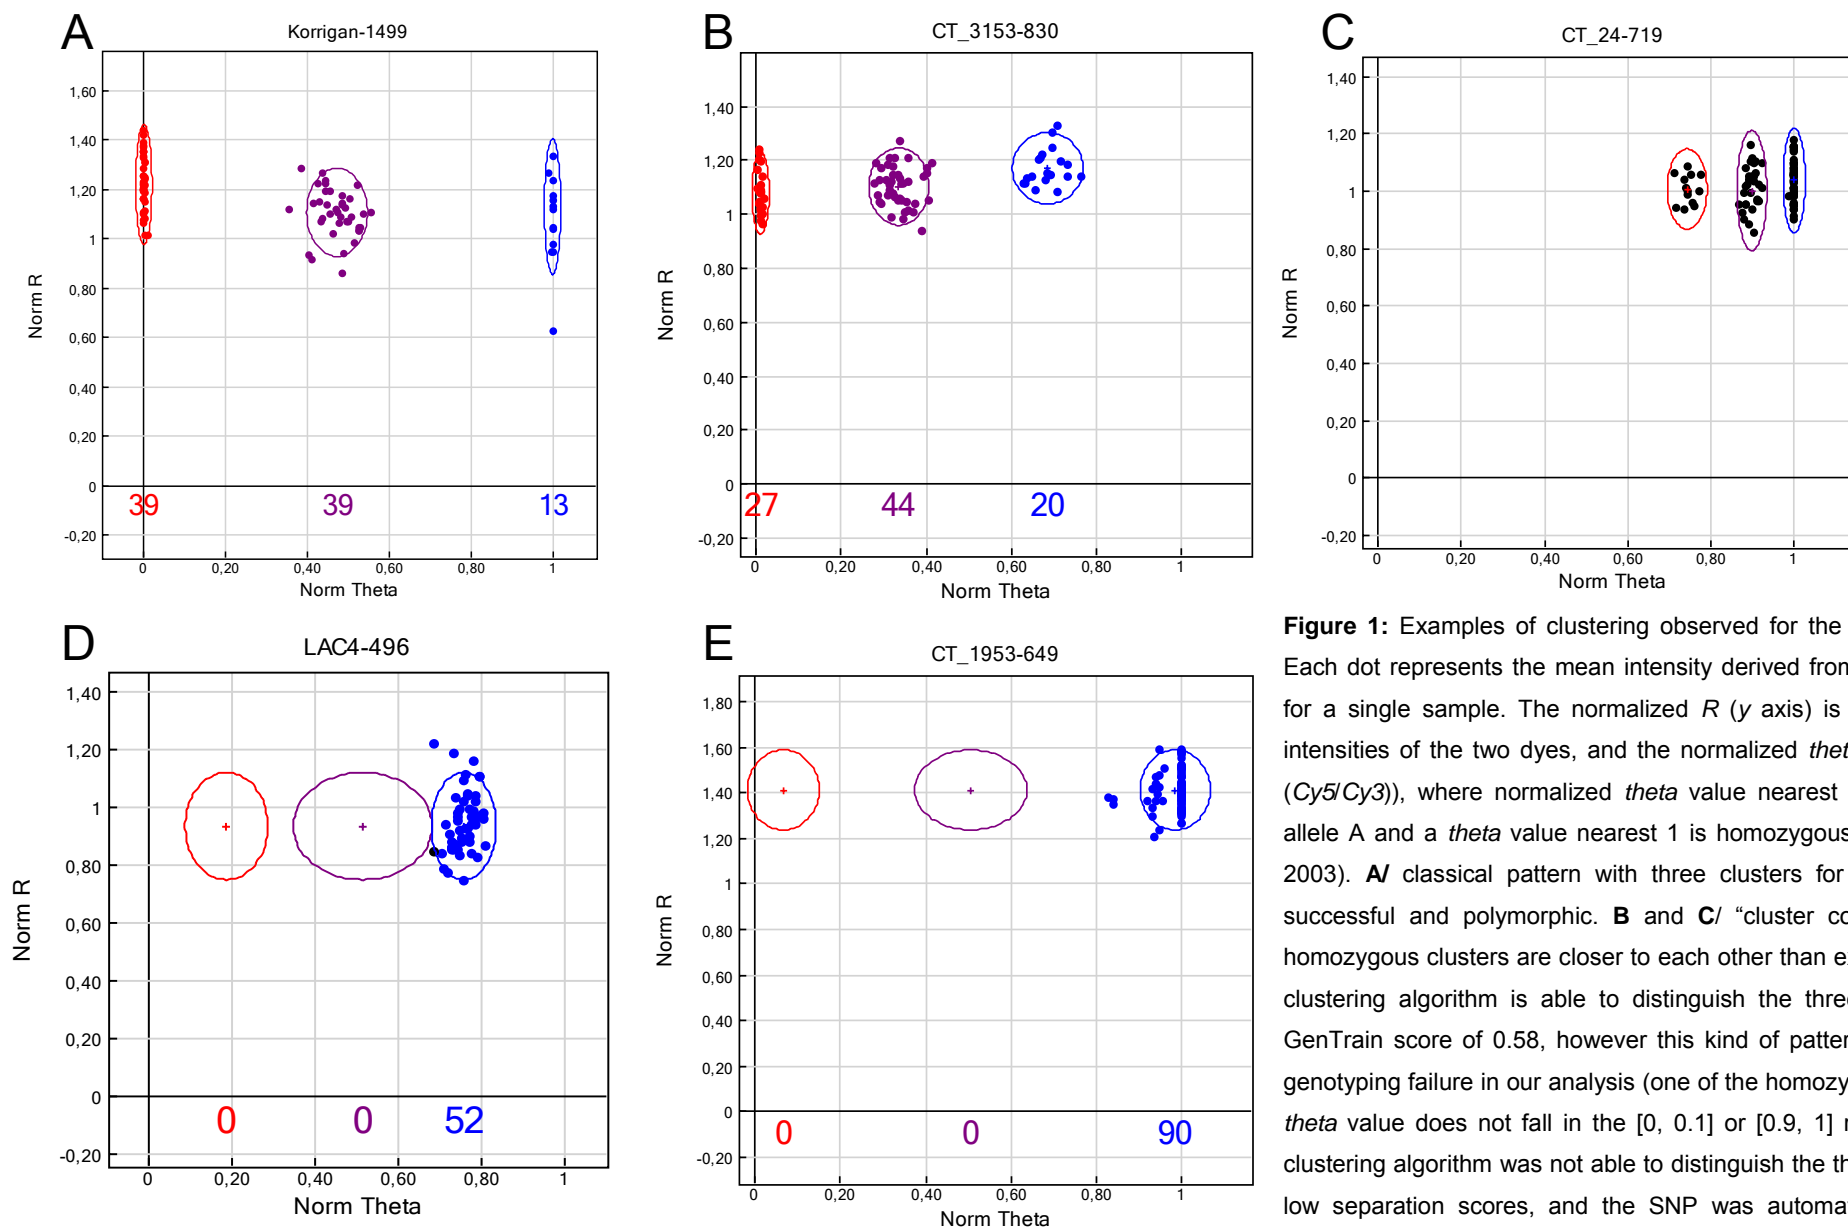 A
Korrigan-1499
1,60
1,40
1,20
1
0,80
0,60
0,40
0,20
0
-0,20
Norm R
39 39 13
0 0,20 0,40 0,60 0,80 1
Norm Theta
B
CT_3153-830
1,40
1,20
1
0,80
0,60
0,40
0,20
0
-0,20
Norm R
27 44 20
0 0,20 0,40 0,60 0,80 1
Norm Theta
C
CT_24-719
1,40
1,20
1
0,80
0,60
0,40
0,20
0
-0,20
Norm R
0 0,20 0,40 0,60 0,80 1
Norm Theta
D
LAC4-496
1,40
1,20
1
0,80
0,60
0,40
0,20
0
-0,20
Norm R
0 0 52
0 0,20 0,40 0,60 0,80 1
Norm Theta
E
CT_1953-649
1,80
1,60
1,40
1,20
1
0,80
0,60
0,40
0,20
0
-0,20
Norm R
0 0 90
0 0,20 0,40 0,60 0,80 1
Norm Theta
Figure 1: Examples of clustering observed for the
Each dot represents the mean intensity derived from
for a single sample. The normalized R (y axis) is
intensities of the two dyes, and the normalized thet
(Cy5/Cy3)), where normalized theta value nearest
allele A and a theta value nearest 1 is homozygous
2003). A/ classical pattern with three clusters for
successful and polymorphic. B and C/ “cluster co
homozygous clusters are closer to each other than e
clustering algorithm is able to distinguish the three
GenTrain score of 0.58, however this kind of patter
genotyping failure in our analysis (one of the homozy
theta value does not fall in the [0, 0.1] or [0.9, 1] r
clustering algorithm was not able to distinguish the th
low separation scores, and the SNP was automa